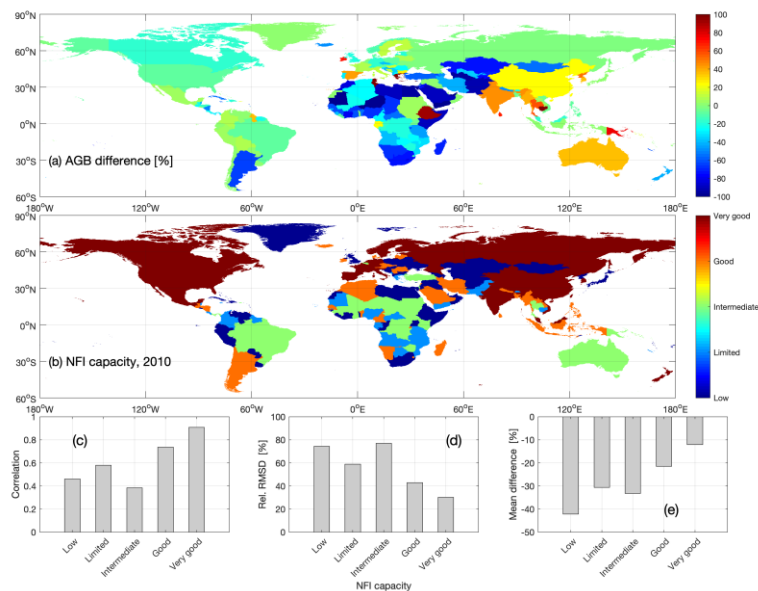 90°N
60°N
30°N
0°N
30°S
60°S
(a) AGB difference [%]
180°W 120°W 60°W 0°E 60°E 120°E 180°E
100
80
60
40
20
0
-20
-40
-60
-80
-100
90°N
60°N
30°N
0°N
30°S
60°S
(b) NFI capacity, 2010
180°W 120°W 60°W 0°E 60°E 120°E 180°E
Very good
Good
Intermediate
Limited
Low
(c)
Correlation
1
0.8
0.6
0.4
0.2
0
Low Limited Intermediate Good Very good
(d)
Rel. RMSD [%]
100
80
60
40
20
0
Low Limited Intermediate Good Very good
NFI capacity
(e)
Mean difference [%]
0
-10
-20
-30
-40
-50
Low Limited Intermediate Good Very good